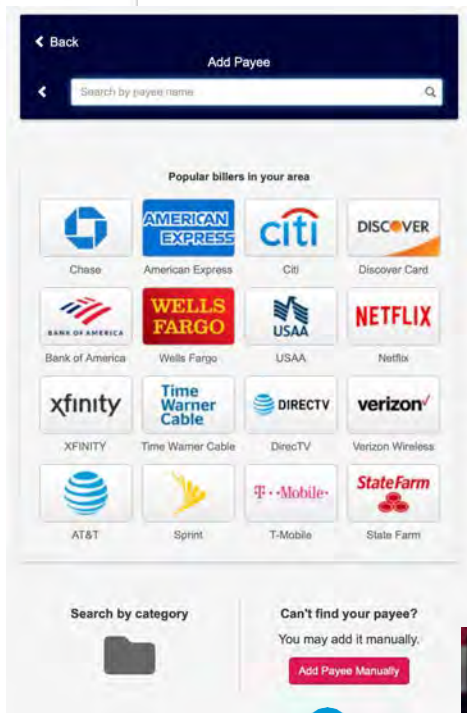 Back
Add Payee
Search by payee name
Popular billers in your area
AMERICAN EXPRESS
citi
DISCOVER
Chase American Express Citi Discover Card
BANK OF AMERICA
WELLS FARGO
USAA
NETFLIX
Bank of America Wells Fargo USAA Netflix
xfinity
Time Warner Cable
DIRECTV
verizon
XFINITY Time Warner Cable DirecTV Verizon Wireless
T··Mobile·
State Farm
AT&T Sprint T-Mobile State Farm
Search by category
Can't find your payee?
You may add it manually.
Add Payee Manually